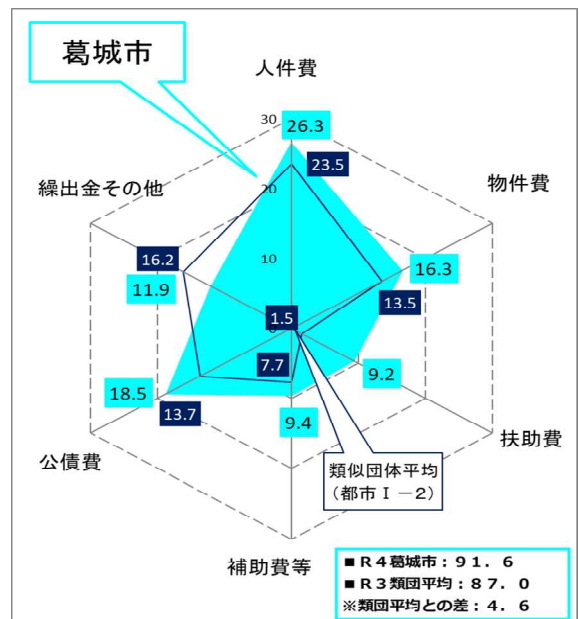 葛城市
人件費
30
26.3
23.5
20
物件費
繰出金その他
16.2
11.9
10
16.3
13.5
1.5
0
7.7
9.2
18.5
13.7
9.4
扶助費
公債費
類似団体平均
（都市Ⅰ－２）
補助費等
■Ｒ４葛城市：９１．６
■Ｒ３類団平均：８７．０
※類団平均との差：４．６